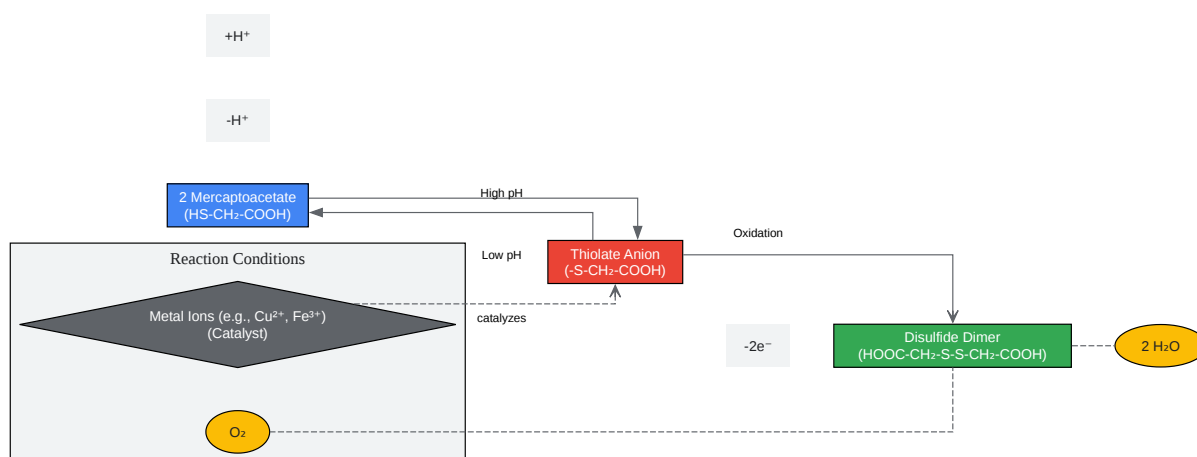 +H⁺
-H⁺
2 Mercaptoacetate
(HS-CH₂-COOH)
High pH
Oxidation
Reaction Conditions
Low pH
Thiolate Anion
(-S-CH₂-COOH)
Metal Ions (e.g., Cu²⁺, Fe³⁺)
(Catalyst)
catalyzes
-2e⁻
Disulfide Dimer
(HOOC-CH₂-S-S-CH₂-COOH)
2 H₂O
O₂